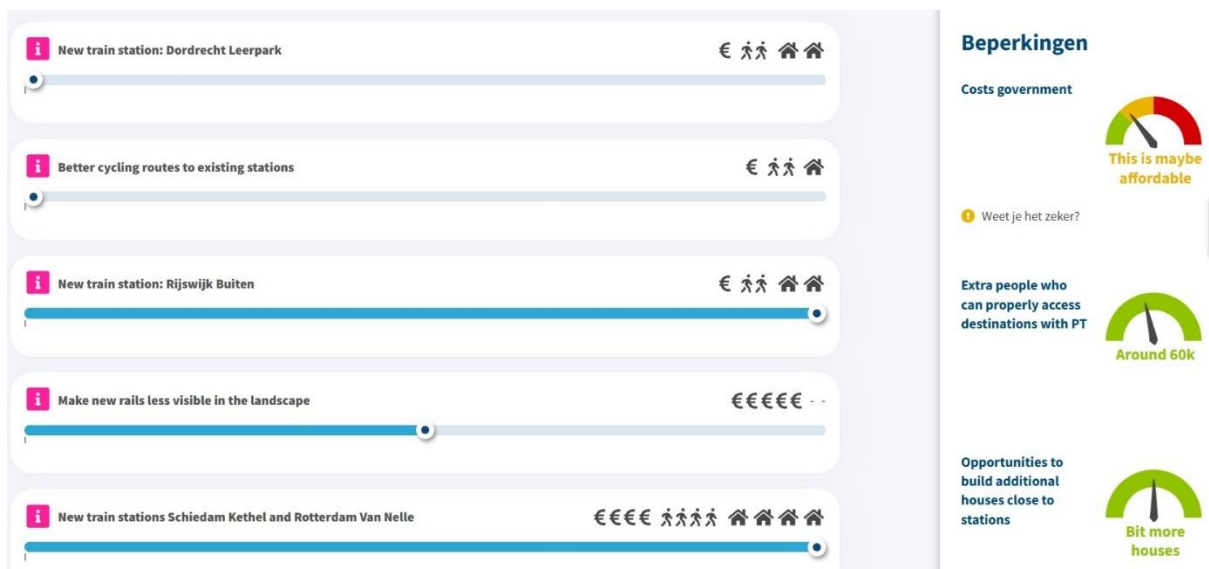 i New train station: Dordrecht Leerpark €
i Better cycling routes to existing stations €
i New train station: Rijswijk Buiten €
i Make new rails less visible in the landscape €€€€€ - -
i New train stations Schiedam Kethel and Rotterdam Van Nelle €€€€
Beperkingen
Costs government
This is maybe
affordable
! Weet je het zeker?
Extra people who
can properly access
destinations with PT
Around 60k
Opportunities to
build additional
houses close to
stations
Bit more
houses